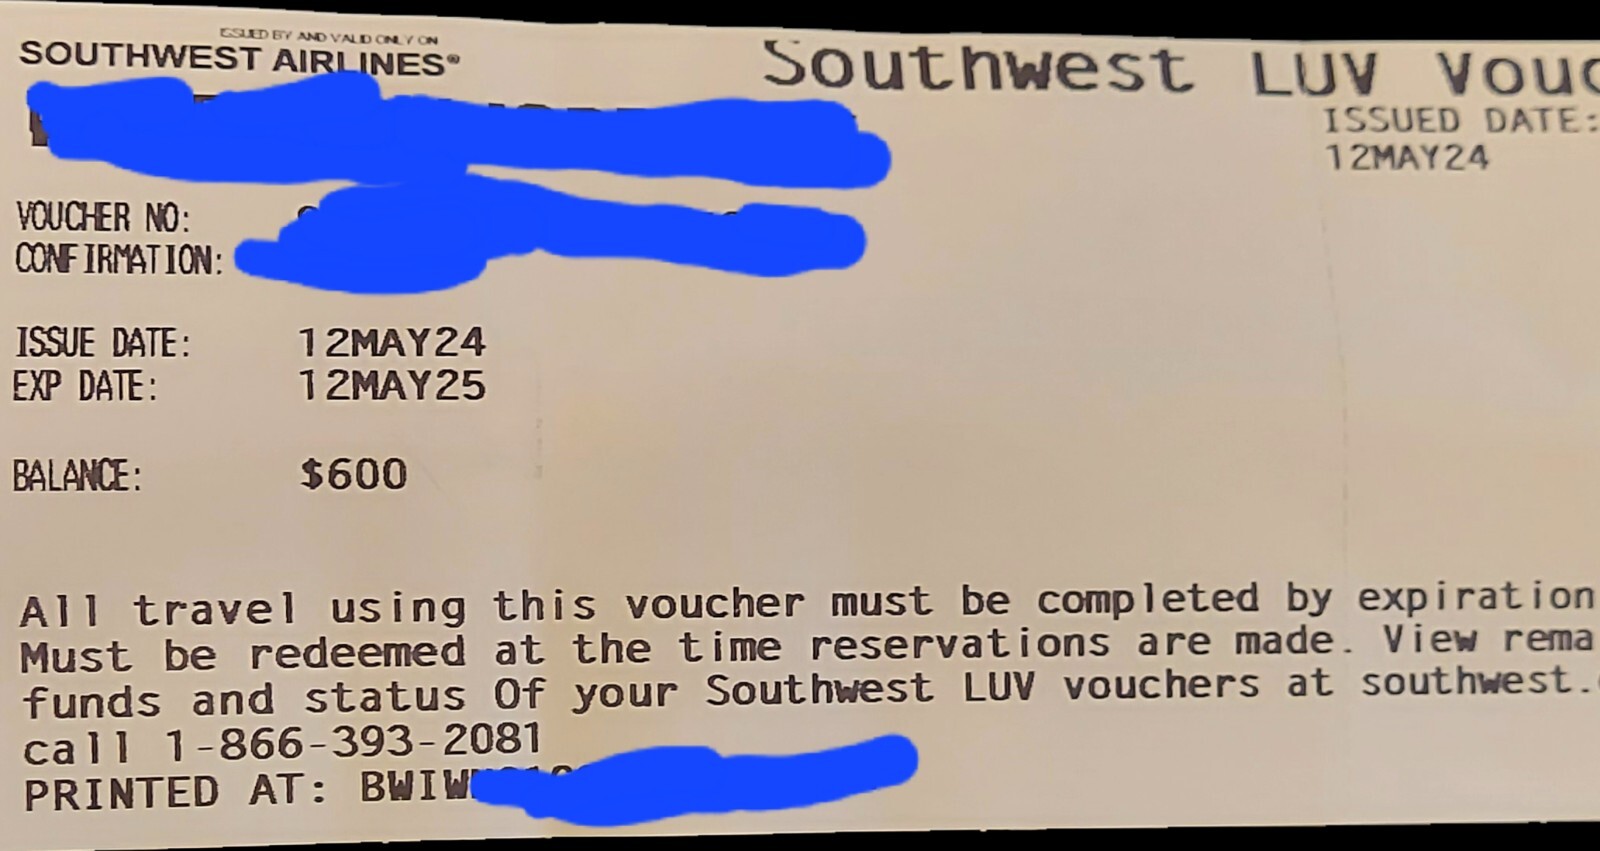 ISSUED BY AND VALID ONLY ON
SOUTHWEST AIRLINES®
Southwest LUV Vouc
ISSUED DATE:
12MAY24
VOUCHER NO:
CONFIRMATION:
ISSUE DATE: 12MAY24
EXP DATE: 12MAY25
BALANCE: $600
All travel using this voucher must be completed by expiration
Must be redeemed at the time reservations are made. View rema
funds and status Of your Southwest LUV vouchers at southwest.
call 1-866-393-2081
PRINTED AT: BWIW